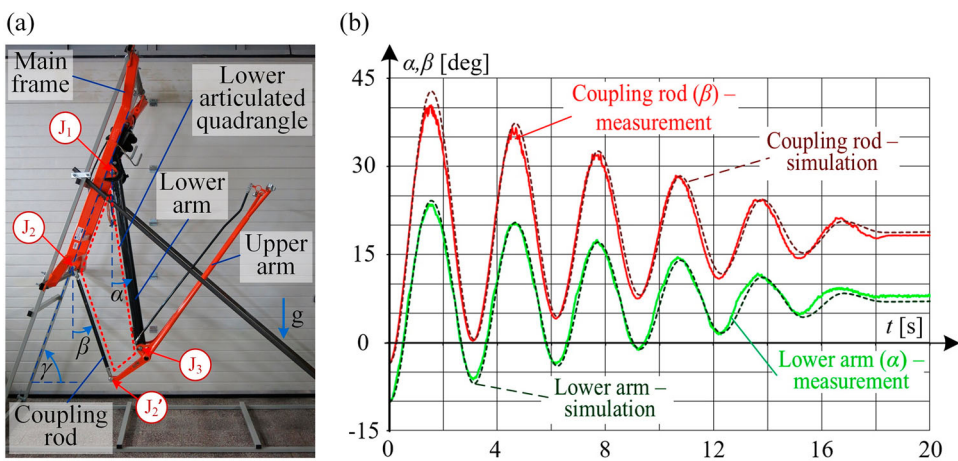 (a)
Main
frame
Lower
articulated
quadrangle
J₁
Lower
arm
J₂
Upper
arm
α
g
β
γ
J₃
J₂'
Coupling
rod
(b)
α,β [deg]
45
30
15
0
-15
Coupling rod (β) –
measurement
Coupling rod –
simulation
t [s]
Lower arm –
simulation
Lower arm (α) –
measurement
0 4 8 12 16 20